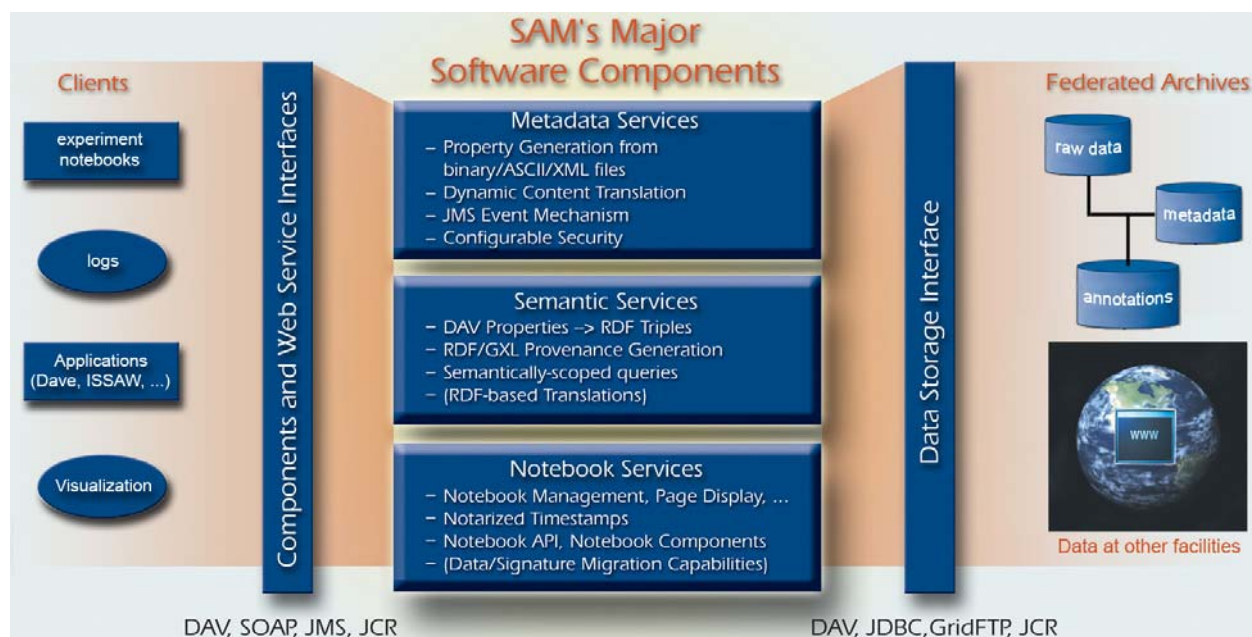 SAM's Major
Software Components
Clients
experiment
notebooks
logs
Applications
(Dave, ISSAW, ...)
Visualization
Components and Web Service Interfaces
DAV, SOAP, JMS, JCR
Metadata Services
– Property Generation from
binary/ASCII/XML files
– Dynamic Content Translation
– JMS Event Mechanism
– Configurable Security
Semantic Services
– DAV Properties –> RDF Triples
– RDF/GXL Provenance Generation
– Semantically-scoped queries
– (RDF-based Translations)
Notebook Services
– Notebook Management, Page Display, ...
– Notarized Timestamps
– Notebook API, Notebook Components
– (Data/Signature Migration Capabilities)
Data Storage Interface
DAV, JDBC,GridFTP, JCR
Federated Archives
raw data
metadata
annotations
www
Data at other facilities